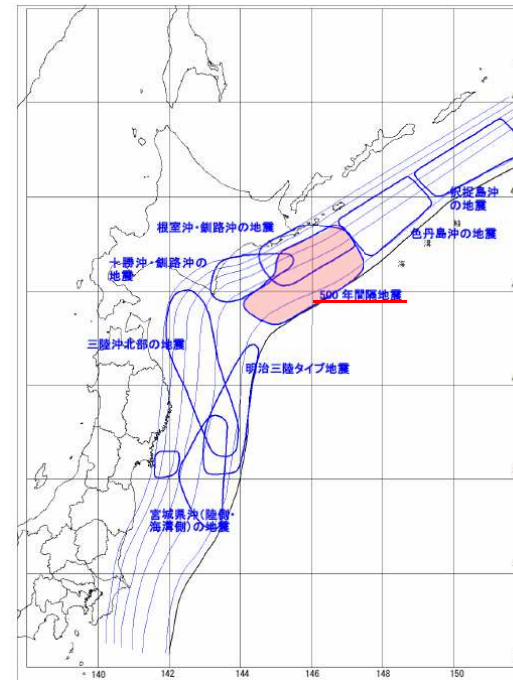 択捉島沖
の地震
色丹島沖の地震
溝
海
根室沖・釧路沖の地震
十勝沖・釧路沖の
地震
500年間隔地震
三陸沖北部の地震
明治三陸タイプ地震
宮城県沖(陸側・
海溝側)の地震
140
142
144
146
148
150